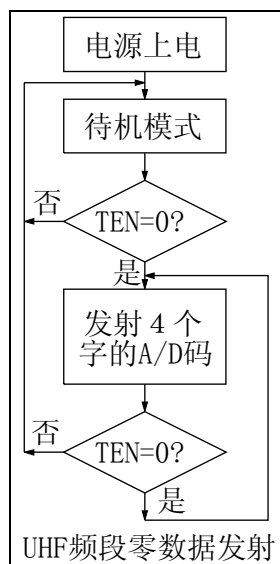 电源上电
待机模式
否
TEN=0?
是
发射4个
字的A/D码
否
TEN=0?
是
UHF频段零数据发射